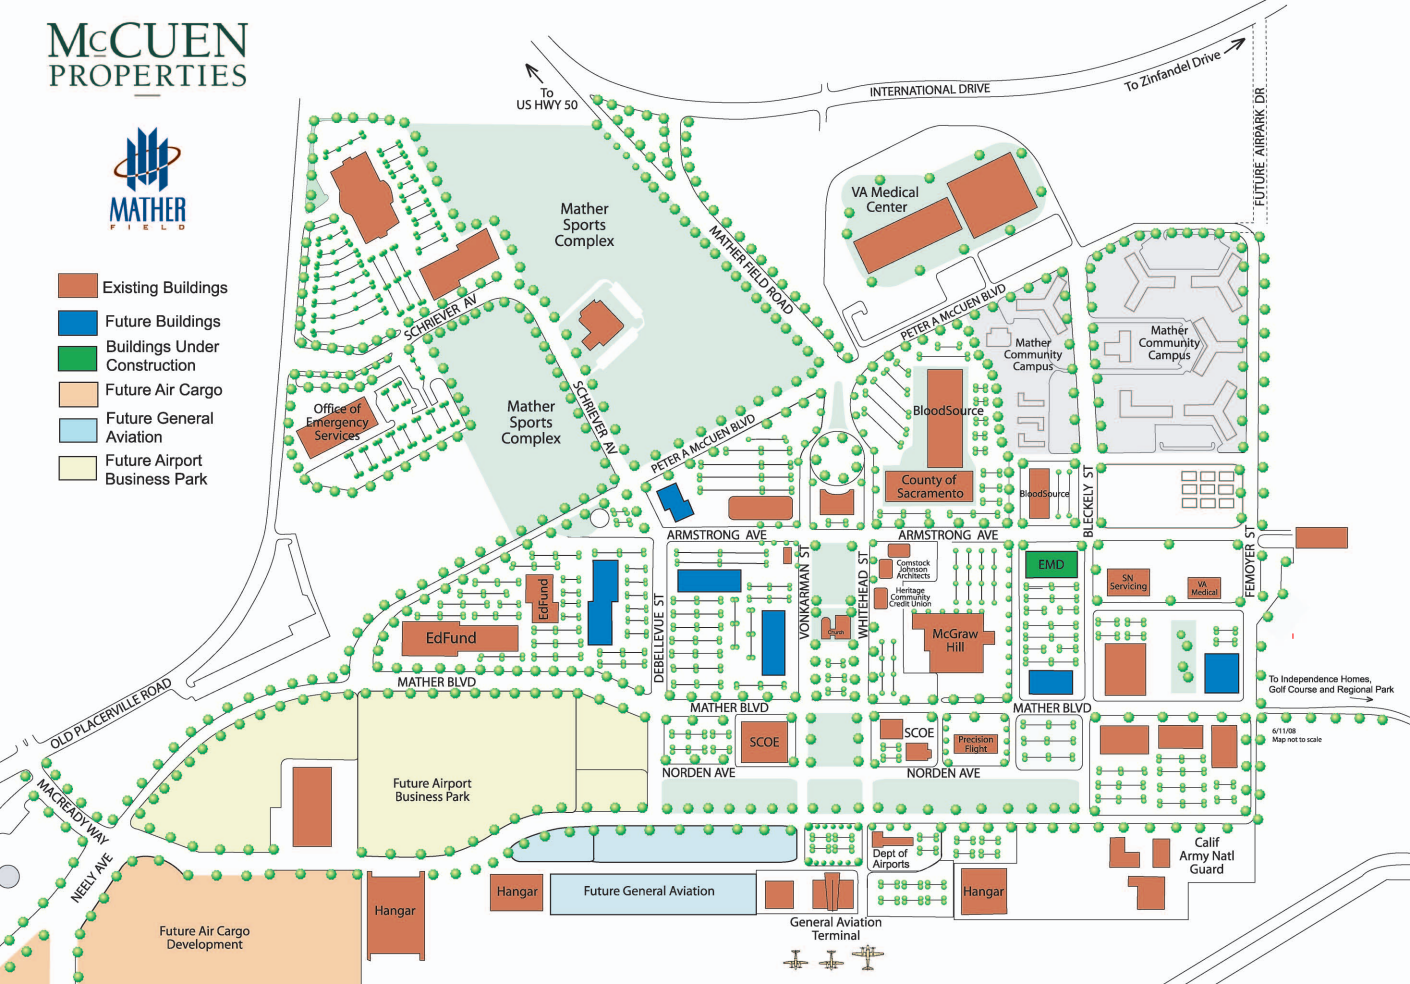 McCUEN
PROPERTIES
MATHER
FIELD
Existing Buildings
Future Buildings
Buildings Under
Construction
Future Air Cargo
Future General
Aviation
Future Airport
Business Park
To
US HWY 50
INTERNATIONAL DRIVE
To Zinfandel Drive
FUTURE AIRPARK DR
VA Medical
Center
Mather
Sports
Complex
MATHER FIELD ROAD
SCHRIEVER AV
PETER A McCUEN BLVD
Mather
Community
Campus
Mather
Community
Campus
Office of
Emergency
Services
Mather
Sports
Complex
SCHRIEVER AV
PETER A McCUEN BLVD
BloodSource
County of
Sacramento
BloodSource
BLECKELY ST
ARMSTRONG AVE
ARMSTRONG AVE
FEMOYER ST
VONKARMAN ST
WHITEHEAD ST
DEBELLEVUE ST
Comstock
Johnson
Architects
Heritage
Community
Credit Union
EMD
SN
Servicing
VA
Medical
EdFund
EdFund
Church
McGraw
Hill
MATHER BLVD
MATHER BLVD
MATHER BLVD
To Independence Homes,
Golf Course and Regional Park
OLD PLACERVILLE ROAD
SCOE
SCOE
Precision
Flight
6/11/08
Map not to scale
NORDEN AVE
NORDEN AVE
Future Airport
Business Park
MACREADY WAY
NEELY AVE
Dept of
Airports
Calif
Army Natl
Guard
Hangar
Hangar
Future General Aviation
Hangar
General Aviation
Terminal
Future Air Cargo
Development